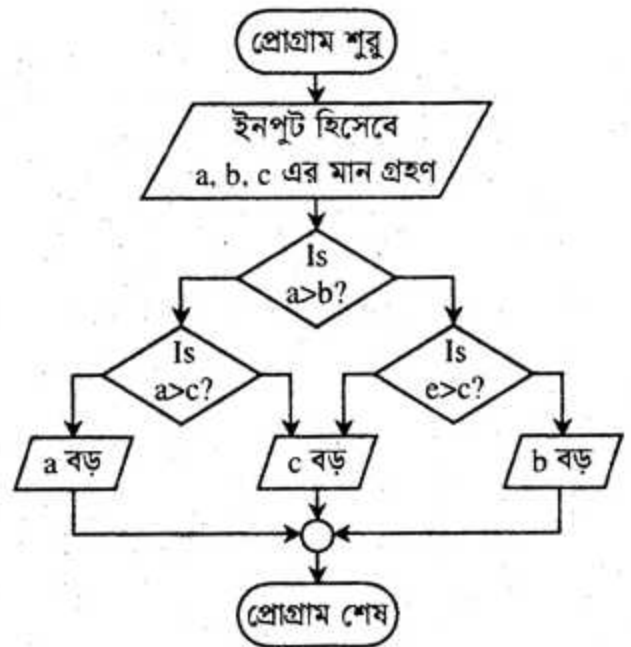 প্রোগ্রাম শুরু
ইনপুট হিসেবে
a, b, c এর মান গ্রহণ
Is
a>b?
Is
a>c?
Is
e>c?
a বড়
c বড়
b বড়
প্রোগ্রাম শেষ